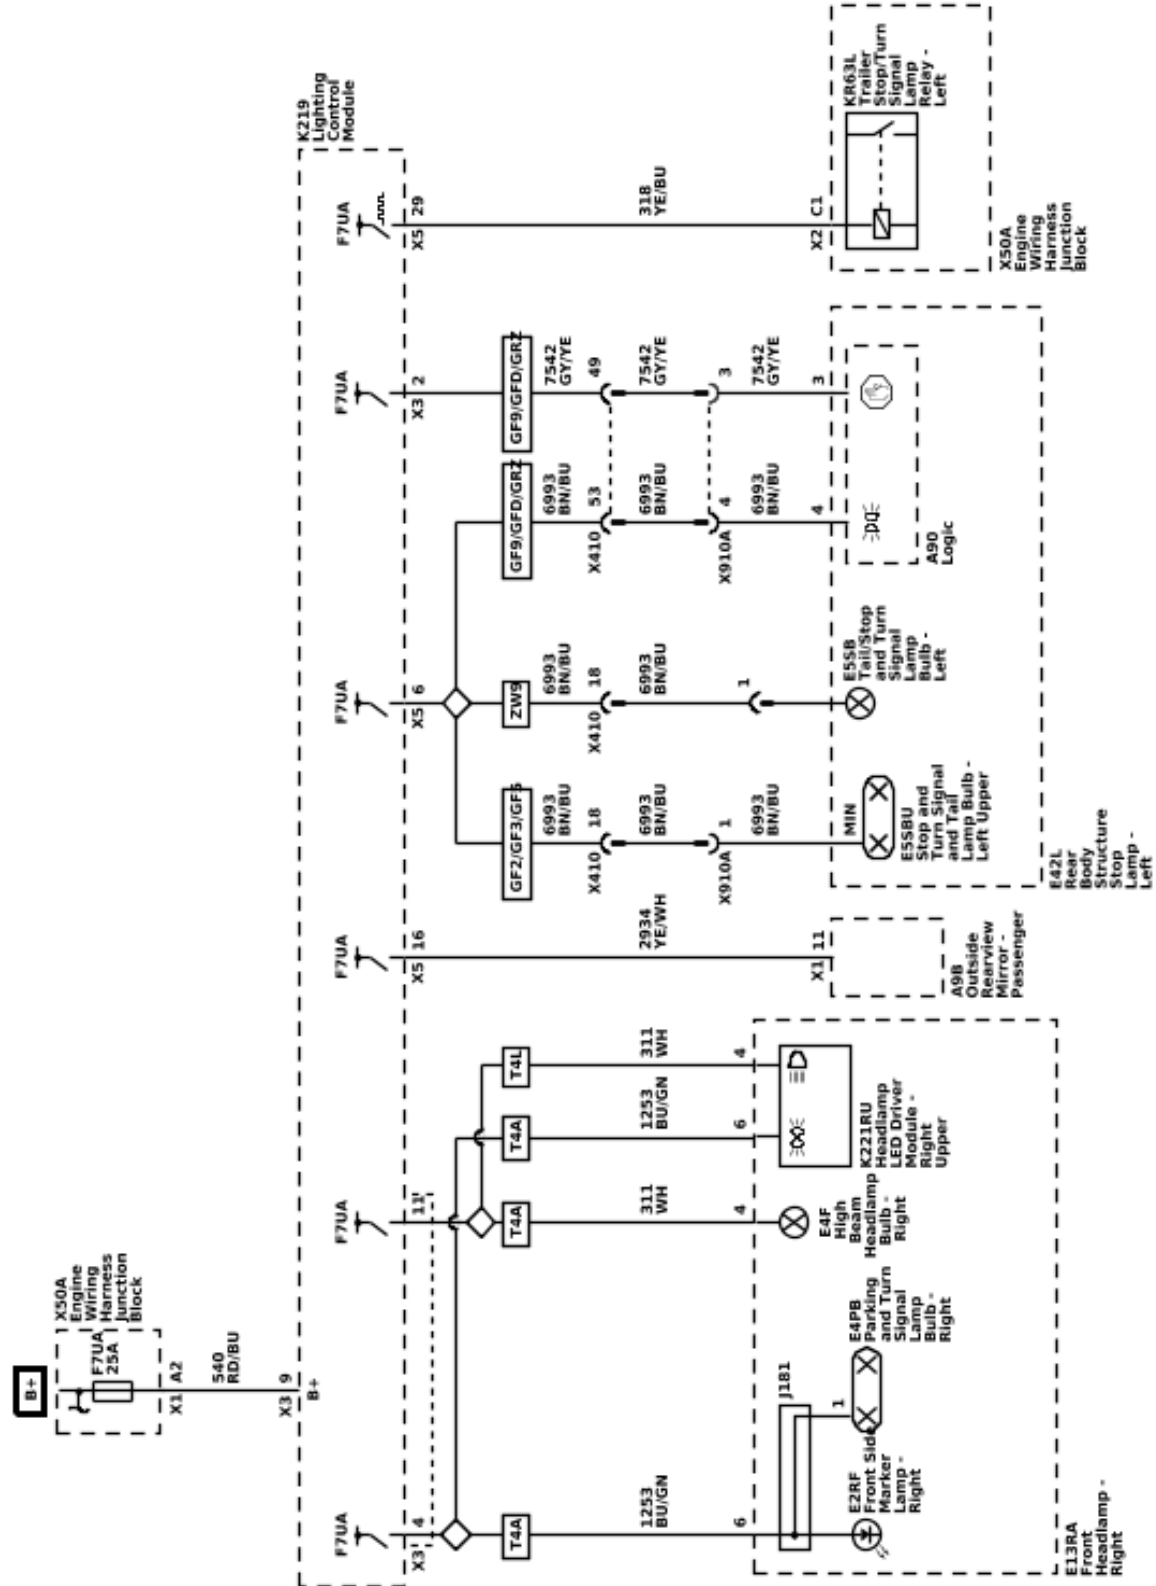 B+
X50A
Engine
Wiring
Harness
Junction
Block
F7UA
25A
1
X1 A2
540
RD/BU
X3 9
B+
K219
Lighting
Control
Module
F7UA
X3 4
T4A
1253
BU/GN
6
J181
1
E2RF
Front Side
Marker
Lamp -
Right
E4PB
Parking
and Turn
Signal
Lamp
Bulb -
Right
F7UA
11
T4A
311
WH
4
E4F
High
Beam
Headlamp
Bulb -
Right
T4A
1253
BU/GN
6
T4L
311
WH
4
K221RU
Headlamp
LED Driver
Module -
Right
Upper
E13RA
Front
Headlamp -
Right
F7UA
X5 16
2934
YE/WH
X1 11
A9B
Outside
Rearview
Mirror -
Passenger
F7UA
X5 6
GF2/GF3/GF5
6993
BN/BU
X410 18
6993
BN/BU
X910A 1
6993
BN/BU
MIN
E5SBU
Stop and
Turn Signal
and Tail
Lamp Bulb -
Left Upper
ZW9
6993
BN/BU
X410 18
6993
BN/BU
1
E5SB
Tail/Stop
and Turn
Signal
Lamp
Bulb -
Left
GF9/GFD/GRZ
6993
BN/BU
X410 53
6993
BN/BU
X910A 4
6993
BN/BU
4
F7UA
X3 2
GF9/GFD/GRZ
7542
GY/YE
49
7542
GY/YE
3
7542
GY/YE
3
A90
Logic
E42L
Rear
Body
Structure
Stop
Lamp -
Left
F7UA
X5 29
318
YE/BU
X2 C1
KR63L
Trailer
Stop/Turn
Signal
Lamp
Relay -
Left
X50A
Engine
Wiring
Harness
Junction
Block